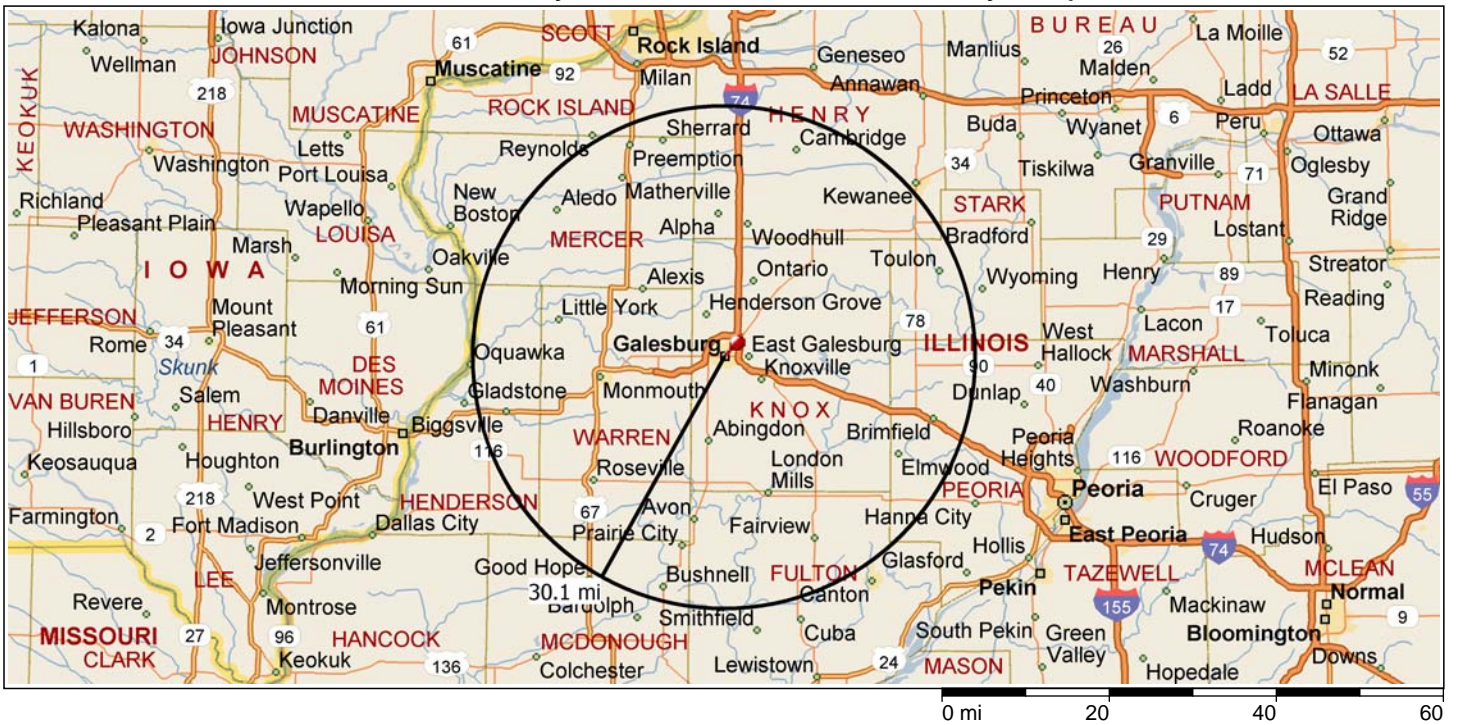 Kalona
Iowa Junction
JOHNSON
Wellman
218
61
SCOTT
Rock Island
Muscatine
92
Milan
Geneseo
Annawan
Manlius
BUREAU
26
Malden
La Moille
52
Ladd
LA SALLE
KEOKUK
WASHINGTON
Washington
MUSCATINE
Letts
Port Louisa
ROCK ISLAND
Reynolds
74
HENRY
Sherrard
Cambridge
Preemption
Princeton
Buda
Wyanet
6
Peru
Ottawa
34
Tiskilwa
Granville
71
Oglesby
Richland
Pleasant Plain
Wapello
LOUISA
New
Boston
Aledo
Matherville
Kewanee
STARK
PUTNAM
Grand
Ridge
Marsh
Oakville
MERCER
Alpha
Woodhull
Bradford
29
Lostant
IOWA
Morning Sun
Alexis
Ontario
Toulon
Wyoming
Henry
89
Streator
Reading
Mount
Pleasant
Little York
Henderson Grove
JEFFERSON
Rome
34
61
78
17
Lacon
Toluca
Galesburg
East Galesburg
ILLINOIS
West
Hallock
MARSHALL
1
Skunk
DES
MOINES
Oquawka
Knoxville
90
Minonk
Salem
Gladstone
Monmouth
Dunlap
40
Washburn
Flanagan
VAN BUREN
Hillsboro
HENRY
Danville
Burlington
Biggsville
KNOX
Abingdon
Brimfield
Peoria
Heights
Roanoke
Keosauqua
Houghton
116
WARREN
Roseville
London
Mills
Elmwood
PEORIA
116
WOODFORD
218
West Point
HENDERSON
Avon
Peoria
Cruger
El Paso
55
Farmington
2
Fort Madison
Dallas City
67
Prairie City
Fairview
Hanna City
East Peoria
Hudson
74
Jeffersonville
Good Hope
Bushnell
FULTON
Glasford
Hollis
LEE
30.1 mi
Bardolph
Canton
Pekin
TAZEWELL
MCLEAN
Normal
Revere
Montrose
Smithfield
155
Mackinaw
9
MISSOURI
CLARK
27
96
HANCOCK
MCDONOUGH
Cuba
South Pekin
Green
Valley
Bloomington
Keokuk
136
Colchester
Lewistown
24
MASON
Hopedale
Downs
0 mi
20
40
60